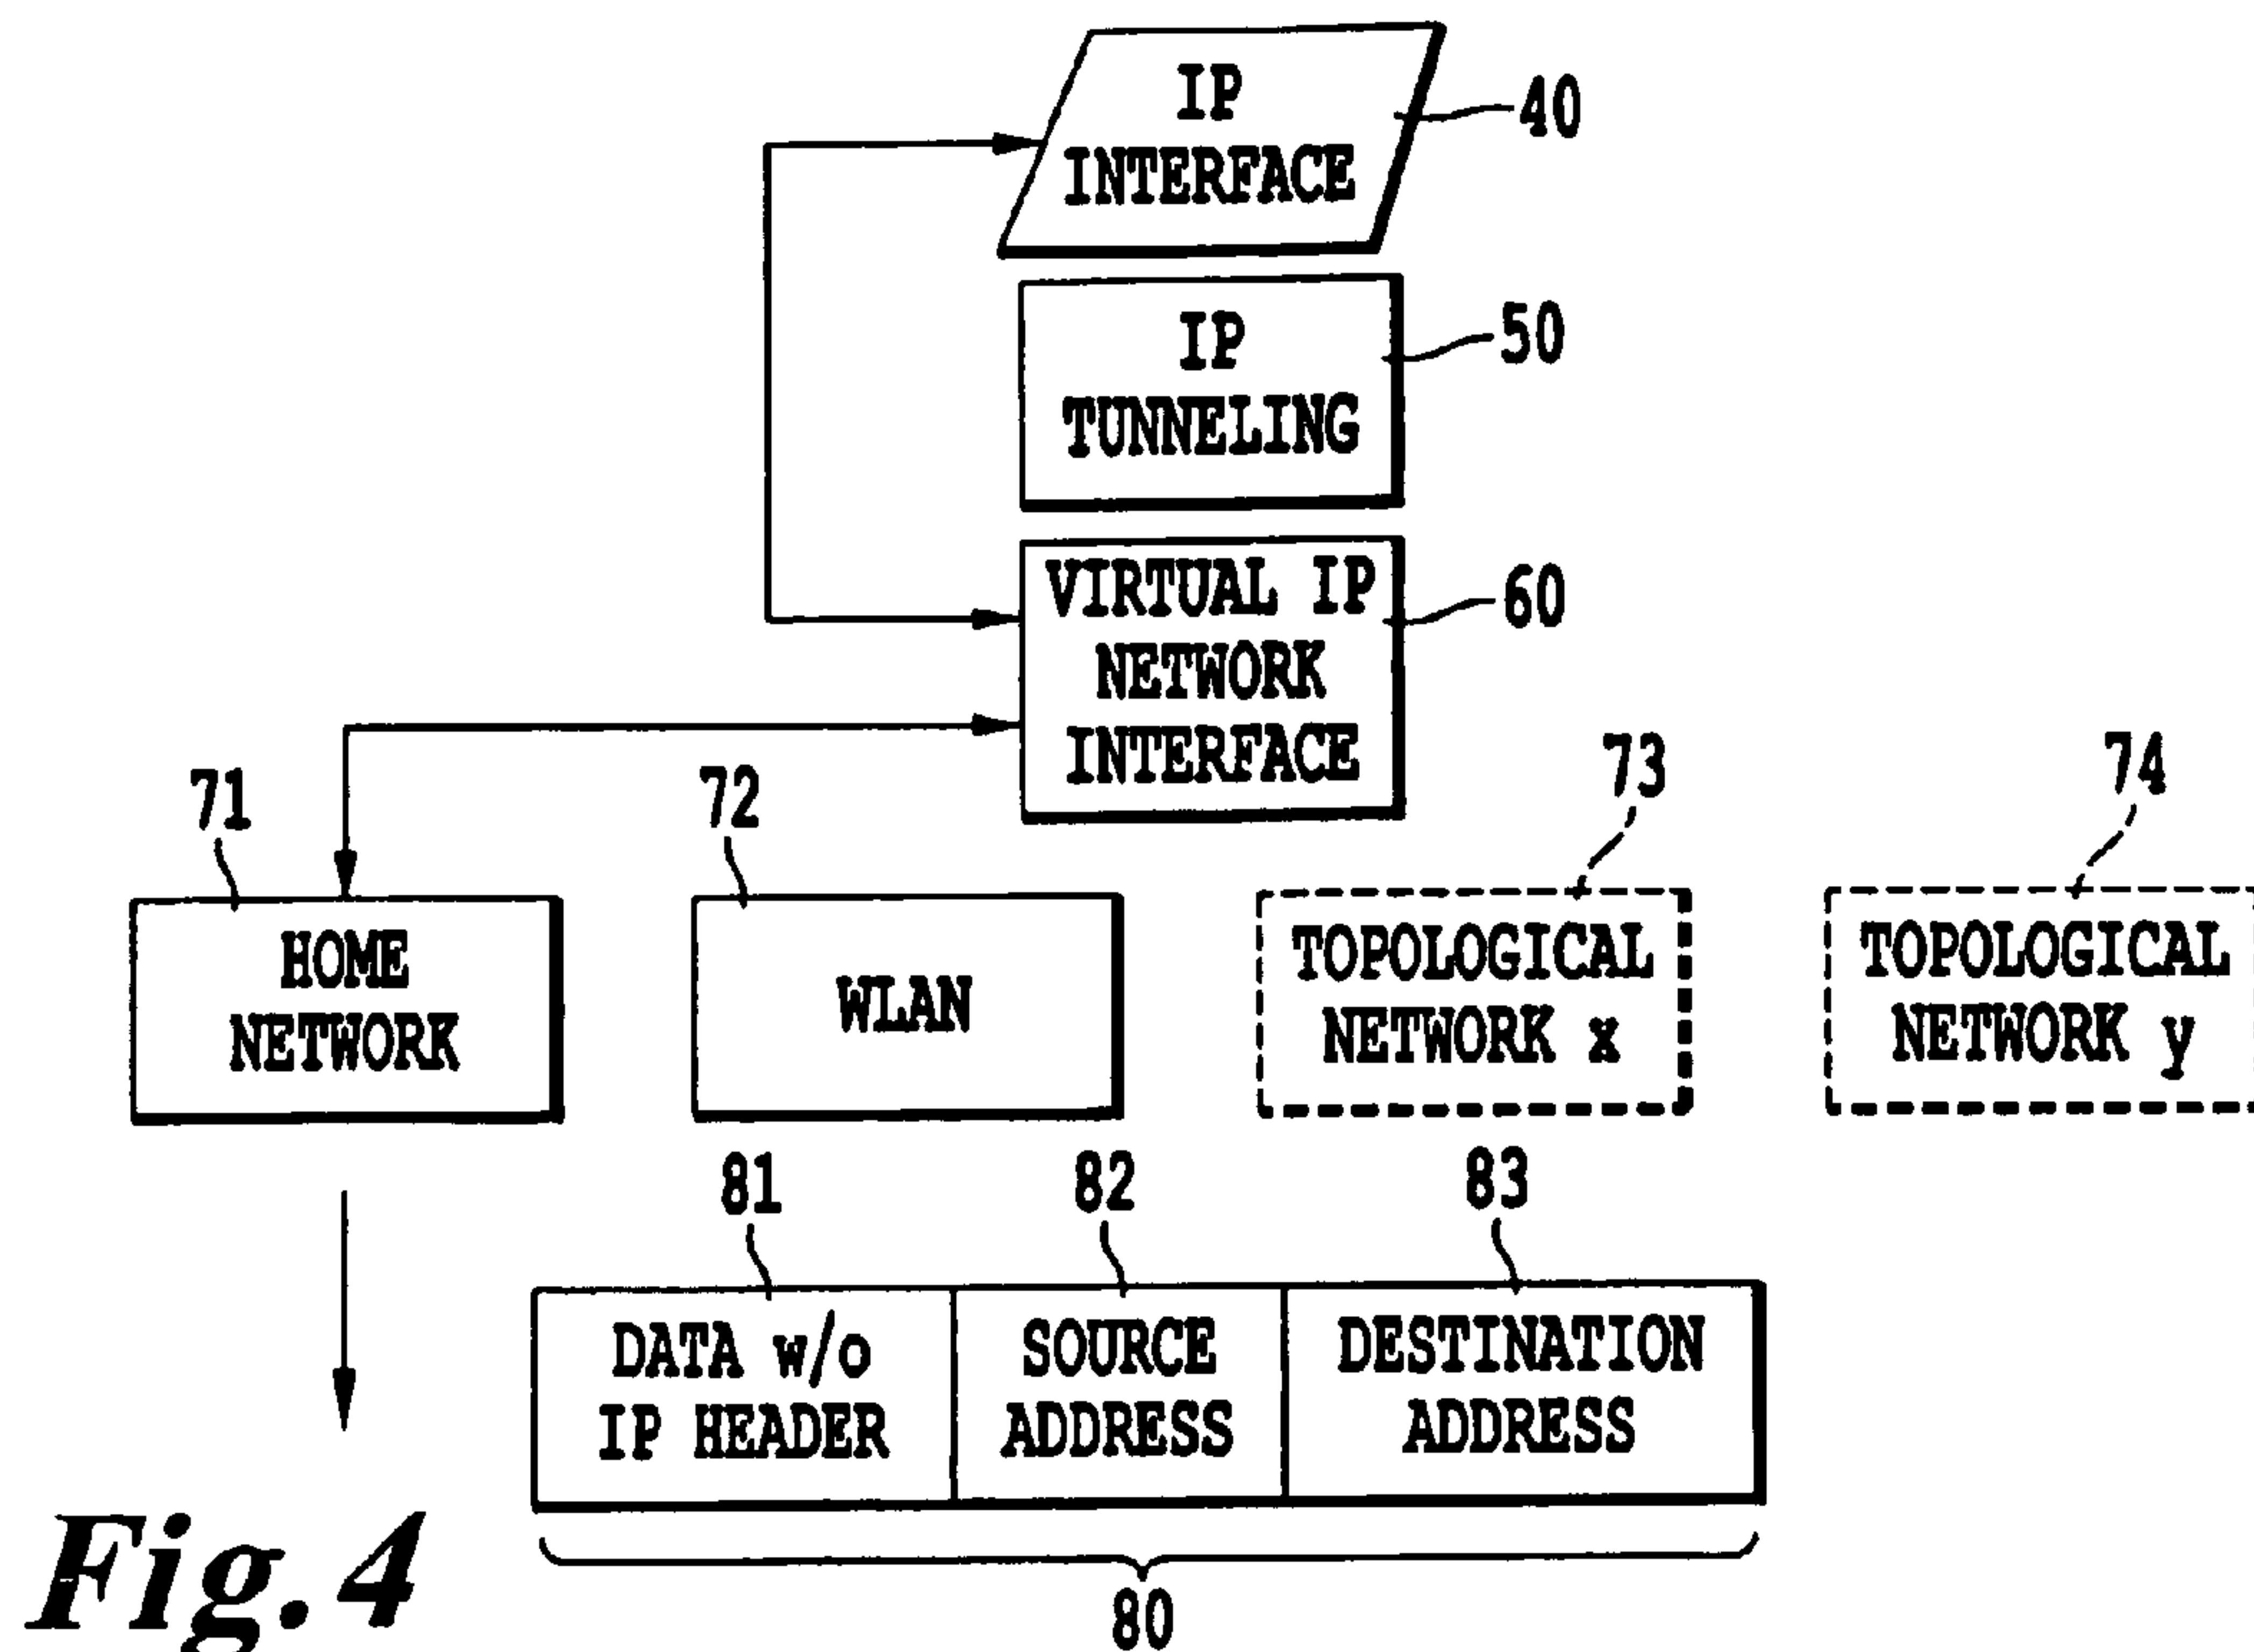 IP
INTERFACE
40
IP
TUNNELING
50
VIRTUAL IP
NETWORK
INTERFACE
60
71
72
73
74
HOME
NETWORK
WLAN
TOPOLOGICAL
NETWORK x
TOPOLOGICAL
NETWORK y
81
82
83
DATA w/o
IP HEADER
SOURCE
ADDRESS
DESTINATION
ADDRESS
80
Fig. 4